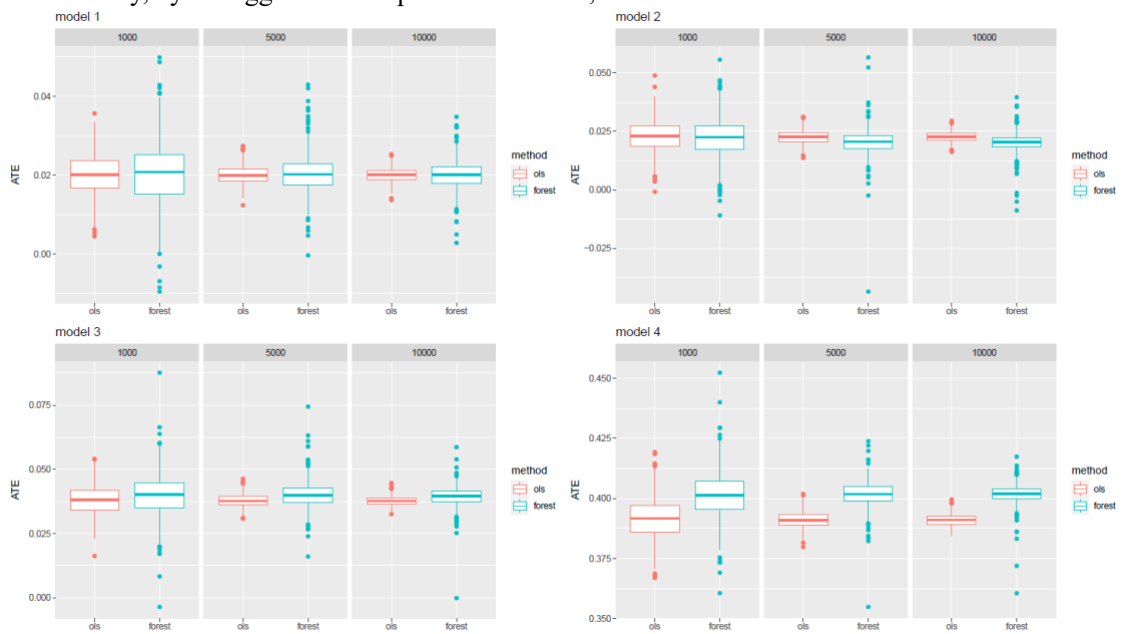 model 1
1000
5000
10000
0.04
0.02
0.00
ATE
ols
forest
ols
forest
ols
forest
method
ols
forest
model 2
1000
5000
10000
0.050
0.025
0.000
−0.025
ATE
ols
forest
ols
forest
ols
forest
method
ols
forest
model 3
1000
5000
10000
0.075
0.050
0.025
0.000
ATE
ols
forest
ols
forest
ols
forest
method
ols
forest
model 4
1000
5000
10000
0.450
0.425
0.400
0.375
0.350
ATE
ols
forest
ols
forest
ols
forest
method
ols
forest